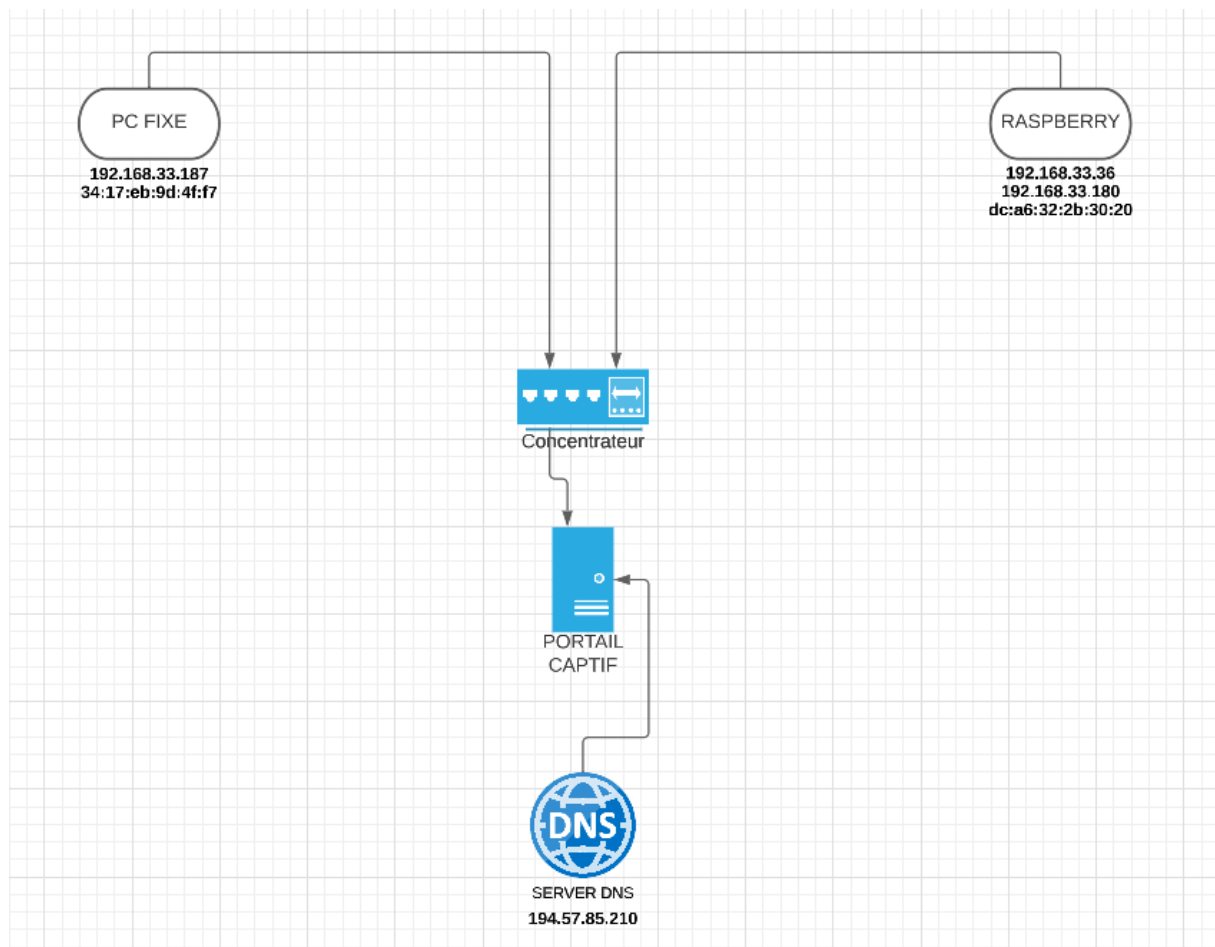 PC FIXE
192.168.33.187
34:17:eb:9d:4f:f7
RASPBERRY
192.168.33.36
192.168.33.180
dc:a6:32:2b:30:20
Concentrateur
PORTAIL
CAPTIF
DNS
SERVER DNS
194.57.85.210